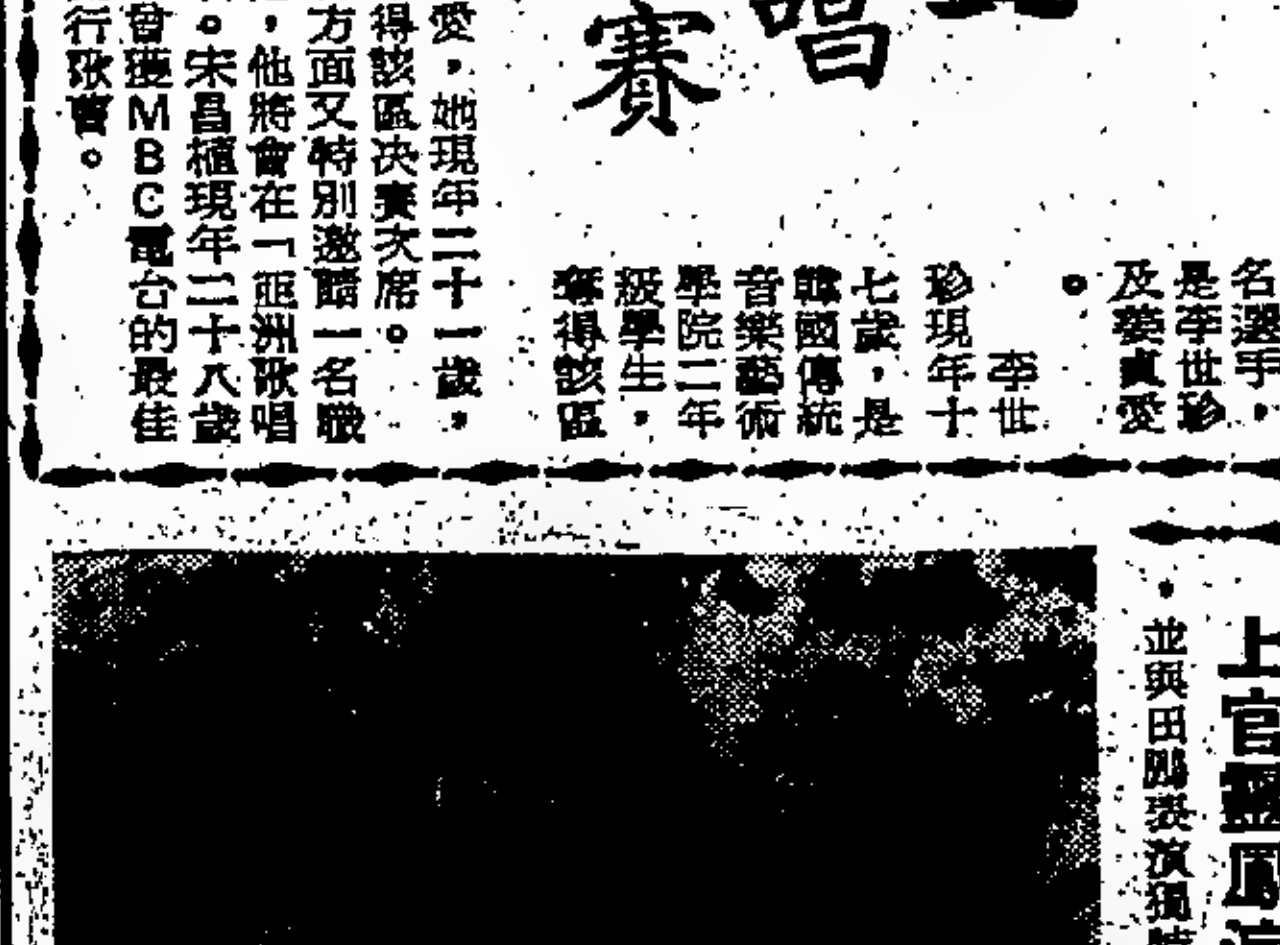 唱
賽
名選手，
是李世珍
及姜貞愛
。
李世
珍現年十
七歲，是
韓國傳統
音樂藝術
學院二年
級學生，
奪得該區
愛，她現年二十一歲，
得該區决賽次席。
方面又特別邀請一名職
，他將會在「亞洲歌唱
。宋昌植現年二十八歲
曾獲MBC電台的最佳
行歌
上官靈鳳
，並與田鵬表演獨